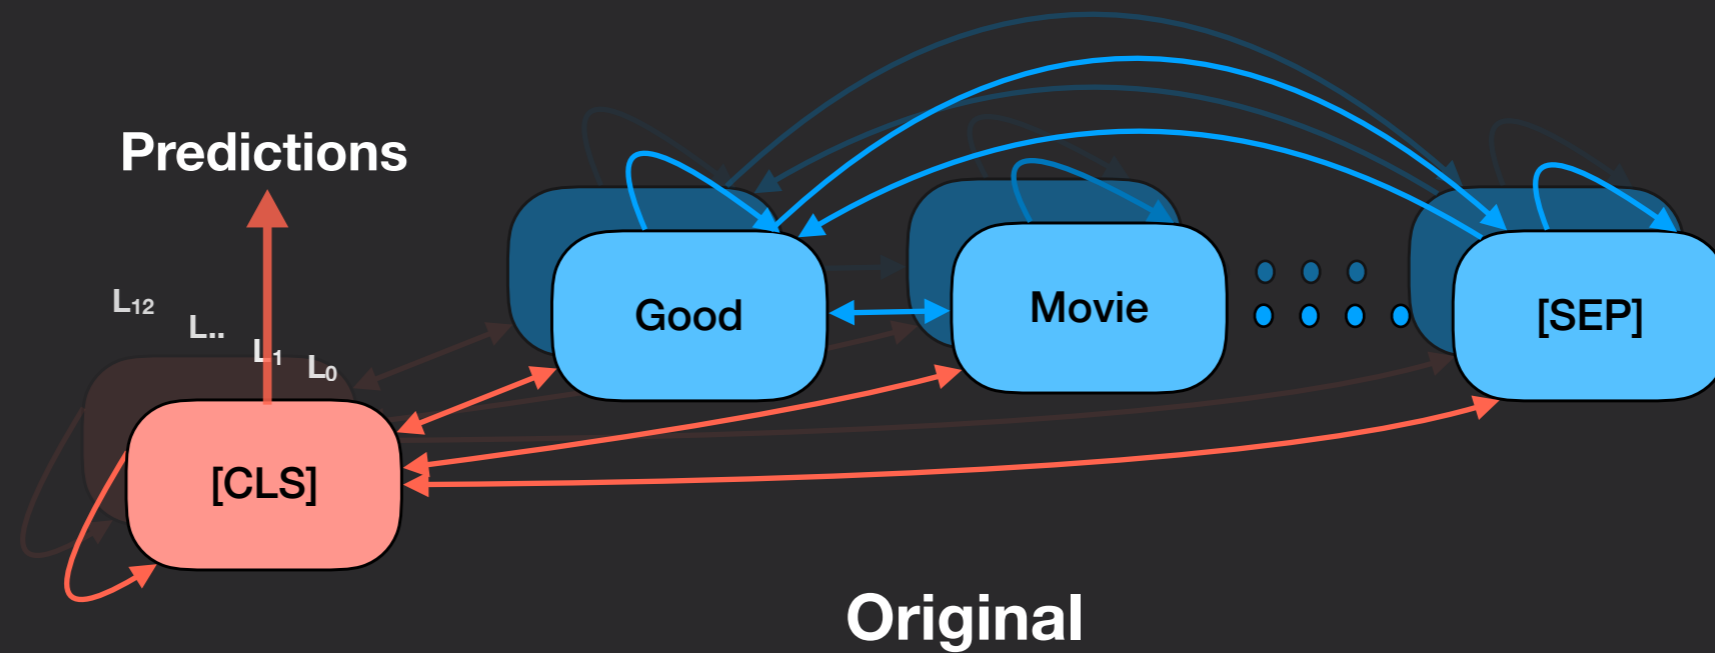 Predictions
L12
L..
L1
L0
Good
Movie
[SEP]
[CLS]
Original